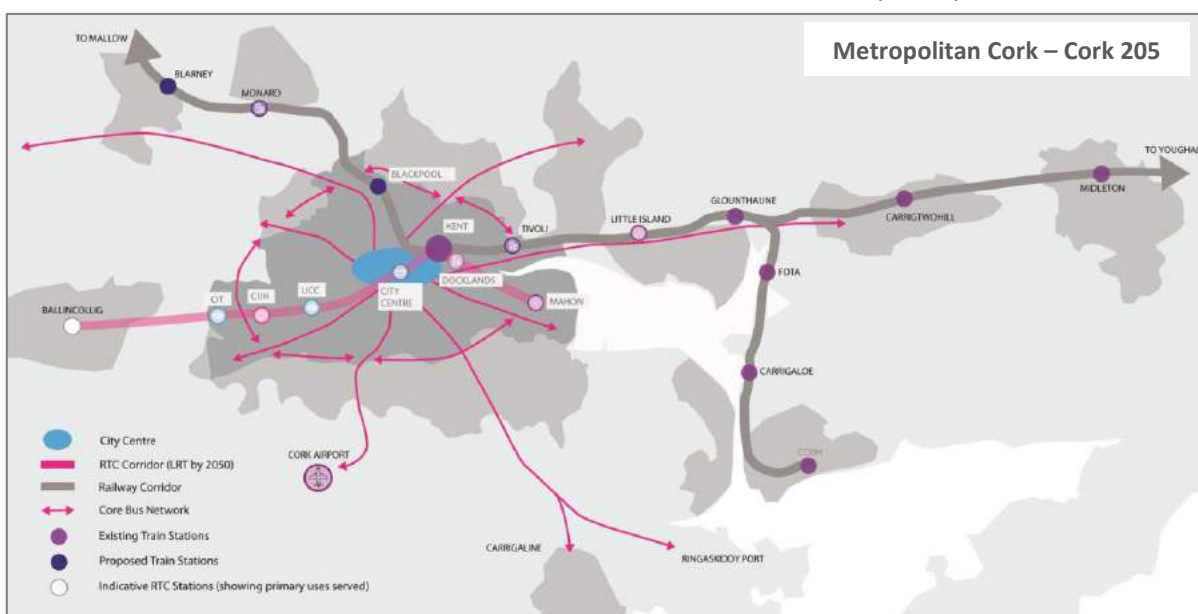 Metropolitan Cork – Cork 205
TO MALLOW
BLARNEY
MONARD
BLACKPOOL
TO YOUGHAL
MIDLETON
CARRIGTWOHILL
GLOUNTHAUNE
LITTLE ISLAND
TIVOLI
KENT
DOCKLANDS
FOTA
CIT
CUH
UCC
CITY
CENTRE
MAHON
BALLINCOLLIG
CARRIGALOE
COBH
CORK AIRPORT
CARRIGALINE
RINGASKIDDY PORT
City Centre
RTC Corridor (LRT by 2050)
Railway Corridor
Core Bus Network
Existing Train Stations
Proposed Train Stations
Indicative RTC Stations (showing primary uses served)